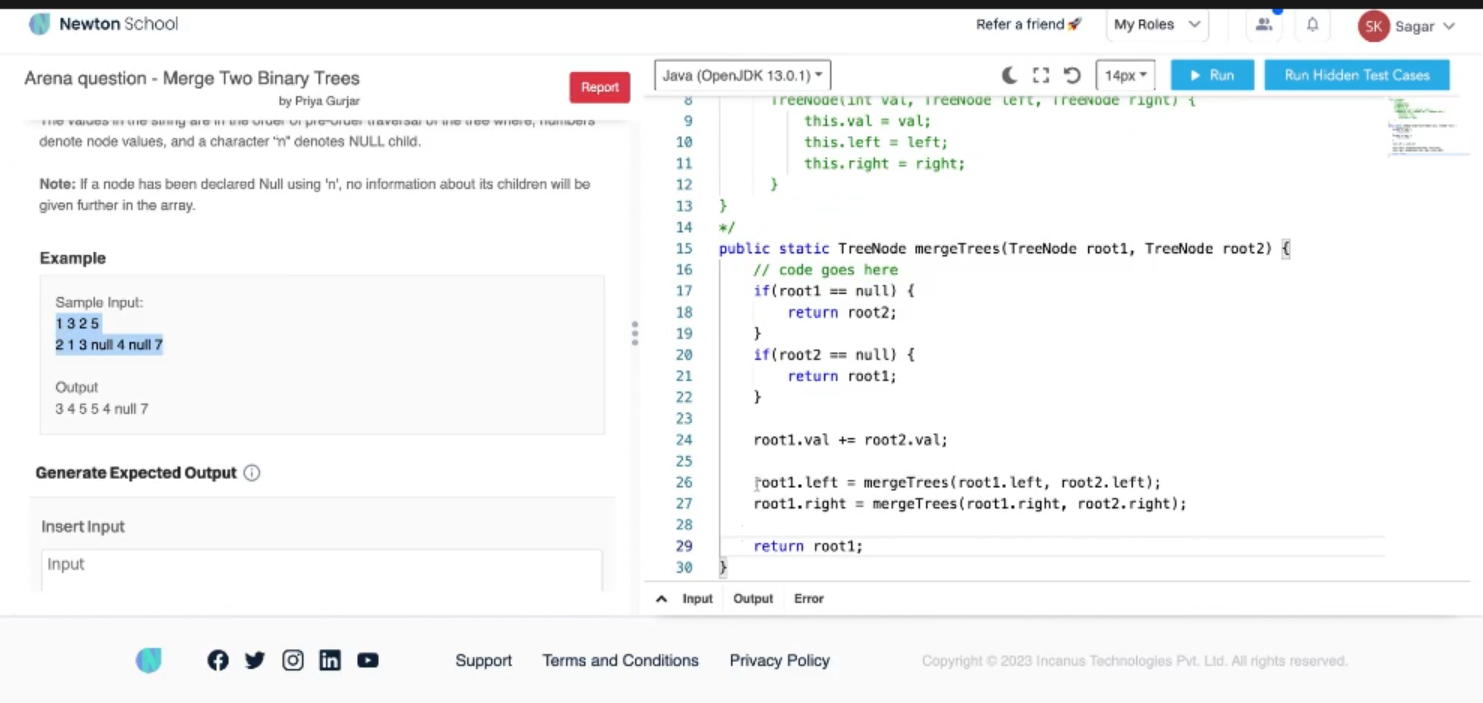 Newton School
Refer a friend🚀
My Roles
SK Sagar
Arena question - Merge Two Binary Trees
by Priya Gurjar
Report
The values in the string are in the order of pre-order traversal of the tree where, numbers
denote node values, and a character “n” denotes NULL child.
Note: If a node has been declared Null using 'n', no information about its children will be
given further in the array.
Example
Sample Input:
1 3 2 5
2 1 3 null 4 null 7
Output
3 4 5 5 4 null 7
Generate Expected Output
Insert Input
Input
Java (OpenJDK 13.0.1)
14px
Run
Run Hidden Test Cases
8 TreeNode(int val, TreeNode left, TreeNode right) {
9 this.val = val;
10 this.left = left;
11 this.right = right;
12 }
13 }
14 */
15 public static TreeNode mergeTrees(TreeNode root1, TreeNode root2) {
16 // code goes here
17 if(root1 == null) {
18 return root2;
19 }
20 if(root2 == null) {
21 return root1;
22 }
23
24 root1.val += root2.val;
25
26 root1.left = mergeTrees(root1.left, root2.left);
27 root1.right = mergeTrees(root1.right, root2.right);
28
29 return root1;
30 }
Input Output Error
Support
Terms and Conditions
Privacy Policy
Copyright © 2023 Incanus Technologies Pvt. Ltd. All rights reserved.